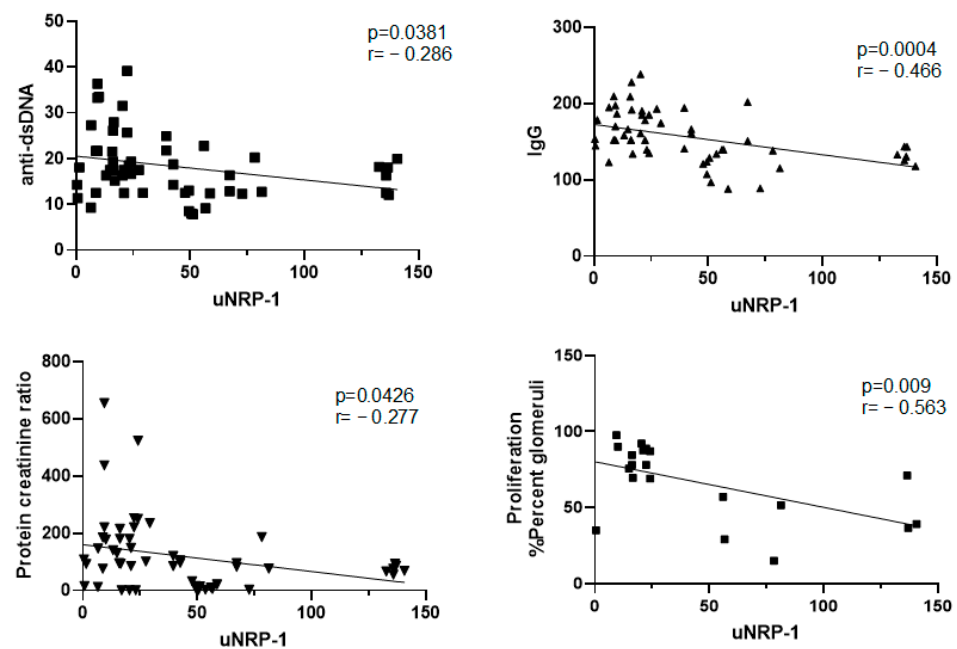 50
40
30
20
10
0
anti-dsDNA
p=0.0381
r= − 0.286
0
50
100
150
uNRP-1
300
200
100
0
IgG
p=0.0004
r= − 0.466
0
50
100
150
uNRP-1
800
600
400
200
0
Protein creatinine ratio
p=0.0426
r= − 0.277
0
50
100
150
uNRP-1
150
100
50
0
Proliferation
%Percent glomeruli
p=0.009
r= − 0.563
0
50
100
150
uNRP-1